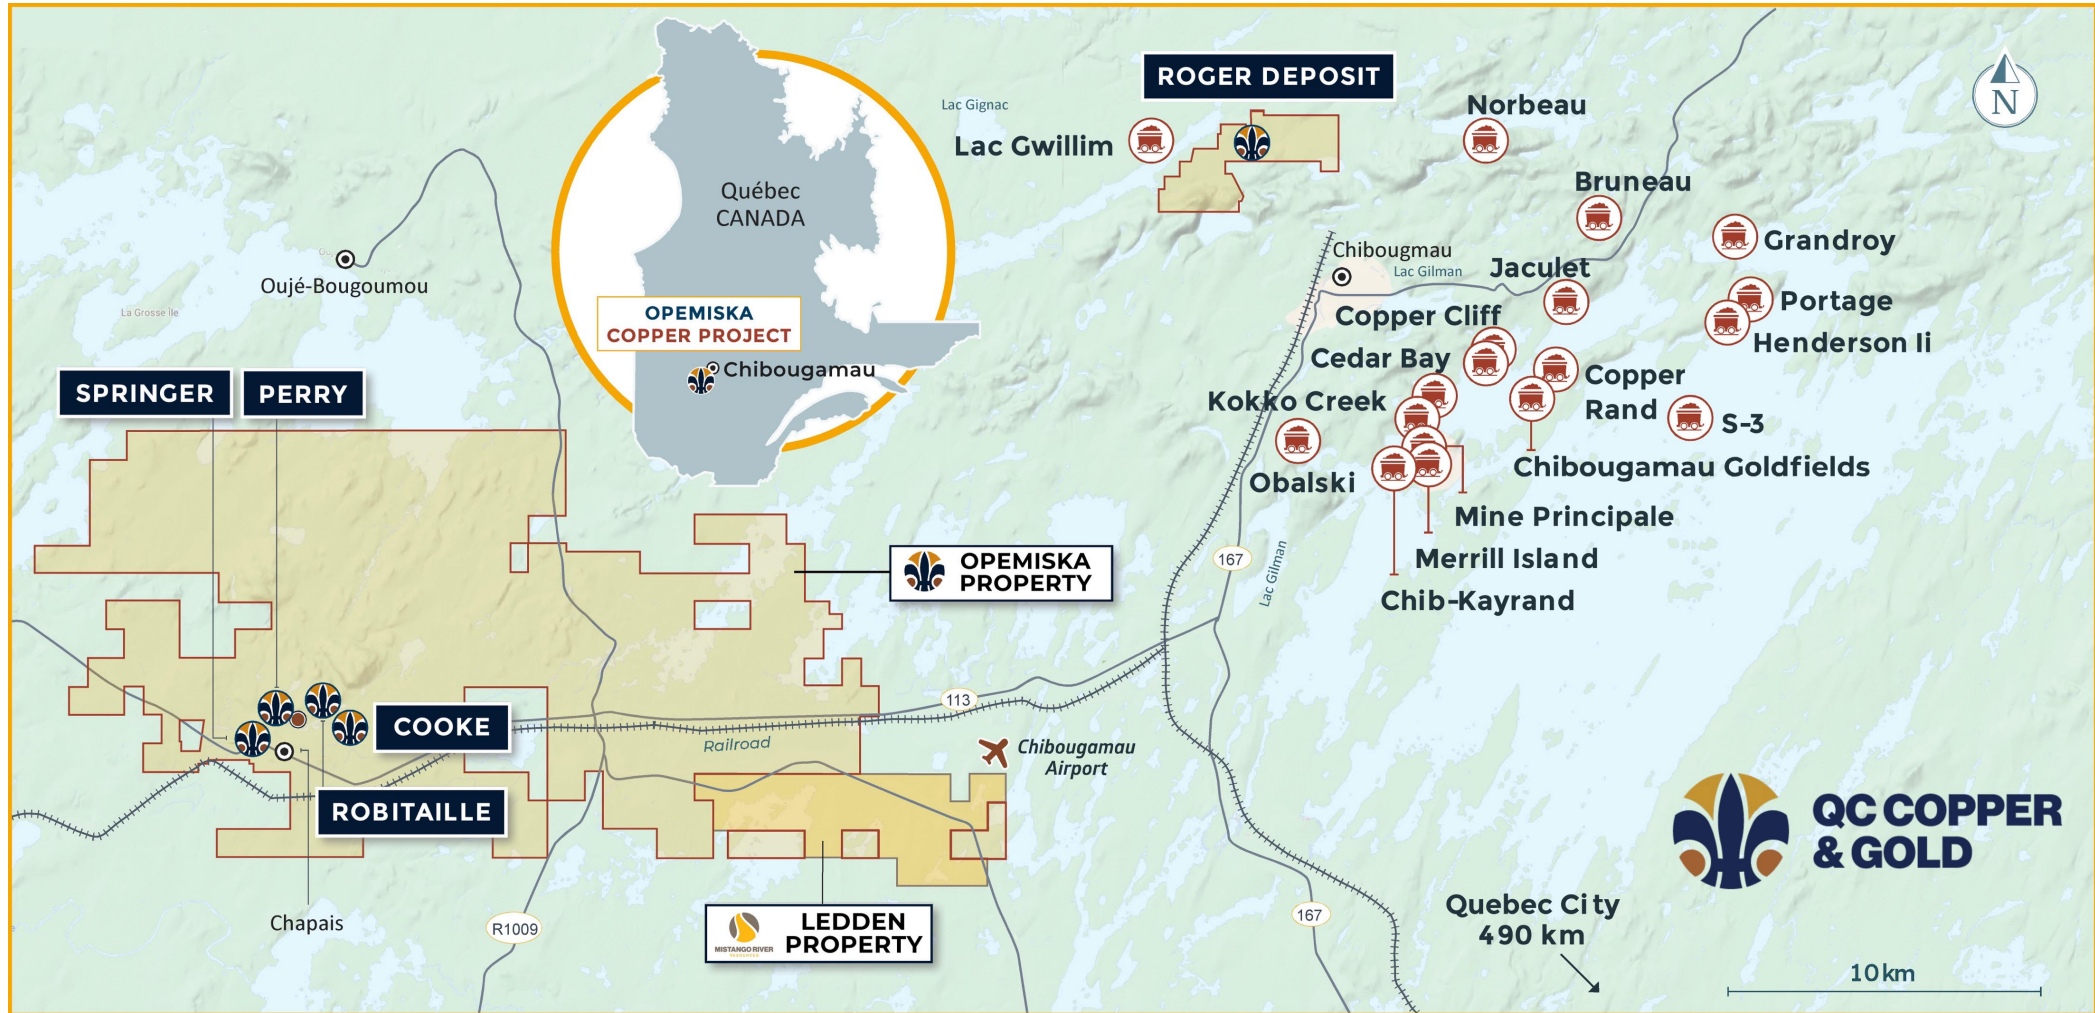 ROGER DEPOSIT
Lac Gignac
Lac Gwillim
Norbeau
Bruneau
Grandroy
Québec
CANADA
Chibougmau
Lac Gilman
Jaculet
Oujé-Bougoumou
La Grosse Île
Portage
Henderson Ii
OPEMISKA
COPPER PROJECT
Chibougamau
Copper Cliff
Cedar Bay
Kokko Creek
Copper
Rand
S-3
SPRINGER
PERRY
Obalski
Chibougamau Goldfields
Mine Principale
Merrill Island
Chib-Kayrand
OPEMISKA
PROPERTY
167
Lac Gilman
113
COOKE
Railroad
Chibougamau
Airport
ROBITAILLE
QC COPPER
& GOLD
Chapais
R1009
MISTANGO RIVER
RESOURCES
LEDDEN
PROPERTY
167
Quebec City
490 km
10 km
N